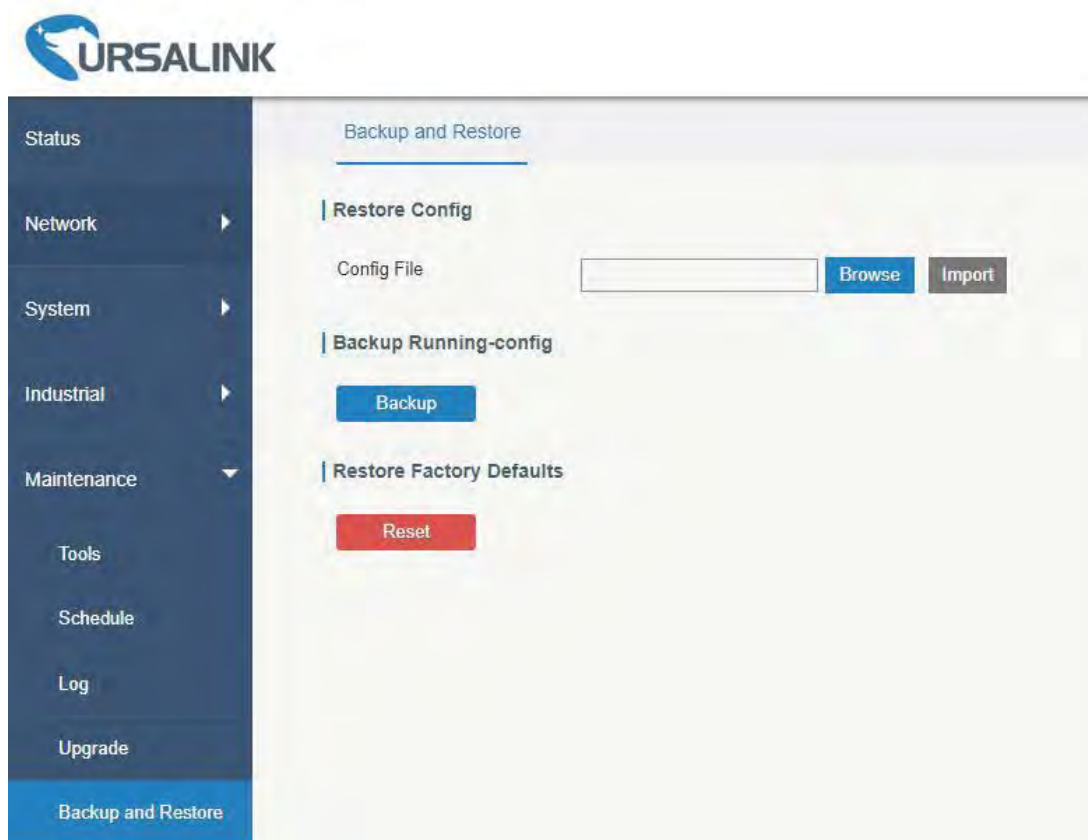 URSALINK
Status
Backup and Restore
Network
Restore Config
Config File
Browse
Import
System
Backup Running-config
Industrial
Backup
Maintenance
Restore Factory Defaults
Reset
Tools
Schedule
Log
Upgrade
Backup and Restore